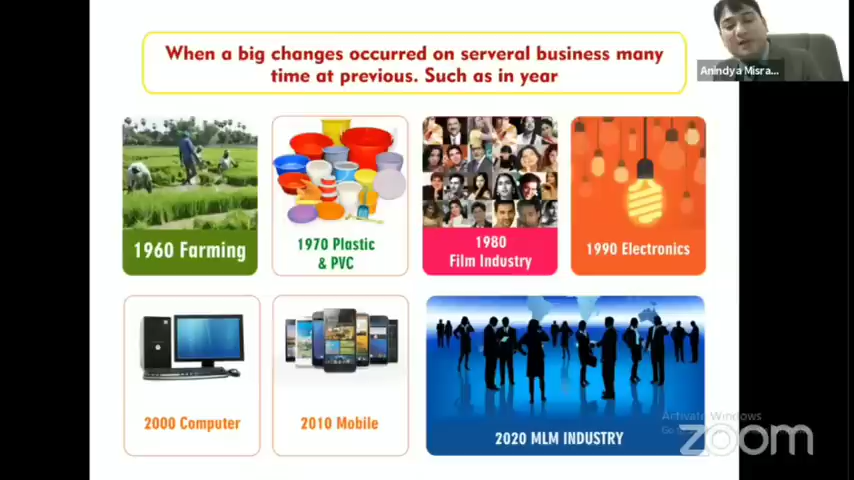 When a big changes occurred on serveral business many
time at previous. Such as in year
Anindya Misra...
1960 Farming
1970 Plastic
& PVC
1980
Film Industry
1990 Electronics
2000 Computer
2010 Mobile
2020 MLM INDUSTRY
Activate Windows
zoom